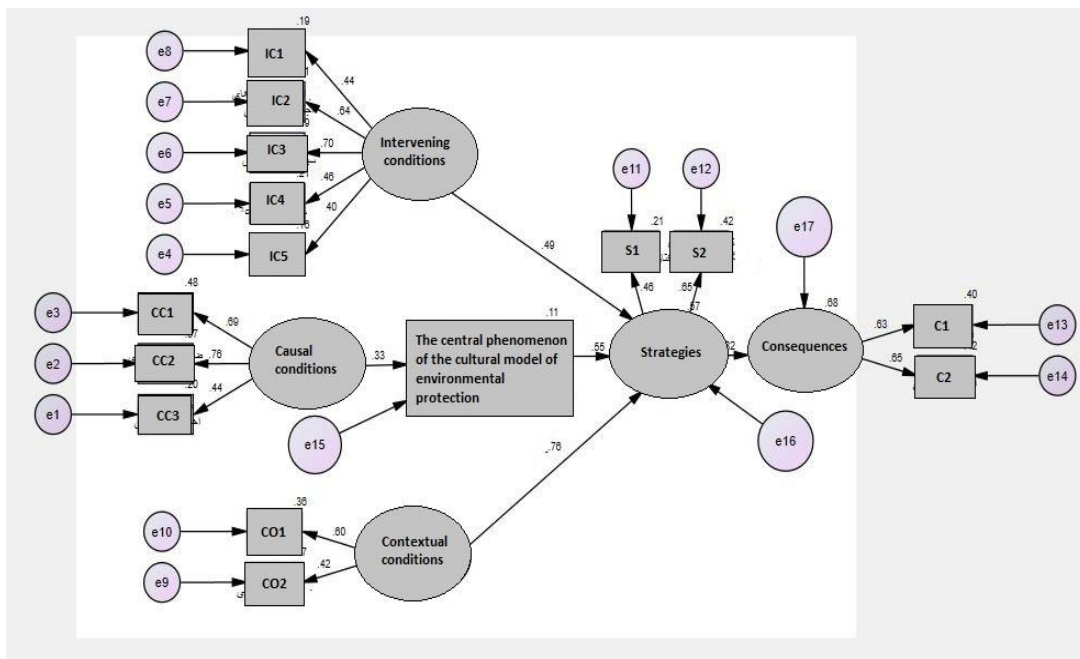 .19
e8
IC1
.44
e7
IC2
.64
e6
IC3
.70
Intervening
conditions
e5
IC4
.46
e4
IC5
.40
.49
e11
e12
.21
.42
S1
S2
.46
.65
e17
.68
.48
e3
CC1
.69
e2
CC2
.76
Causal
conditions
e1
CC3
.44
.33
.11
The central phenomenon
of the cultural model of
environmental
protection
.55
Strategies
Consequences
.63
.65
.40
C1
e13
C2
e14
e15
e16
.36
e10
CO1
.60
Contextual
conditions
e9
CO2
.42